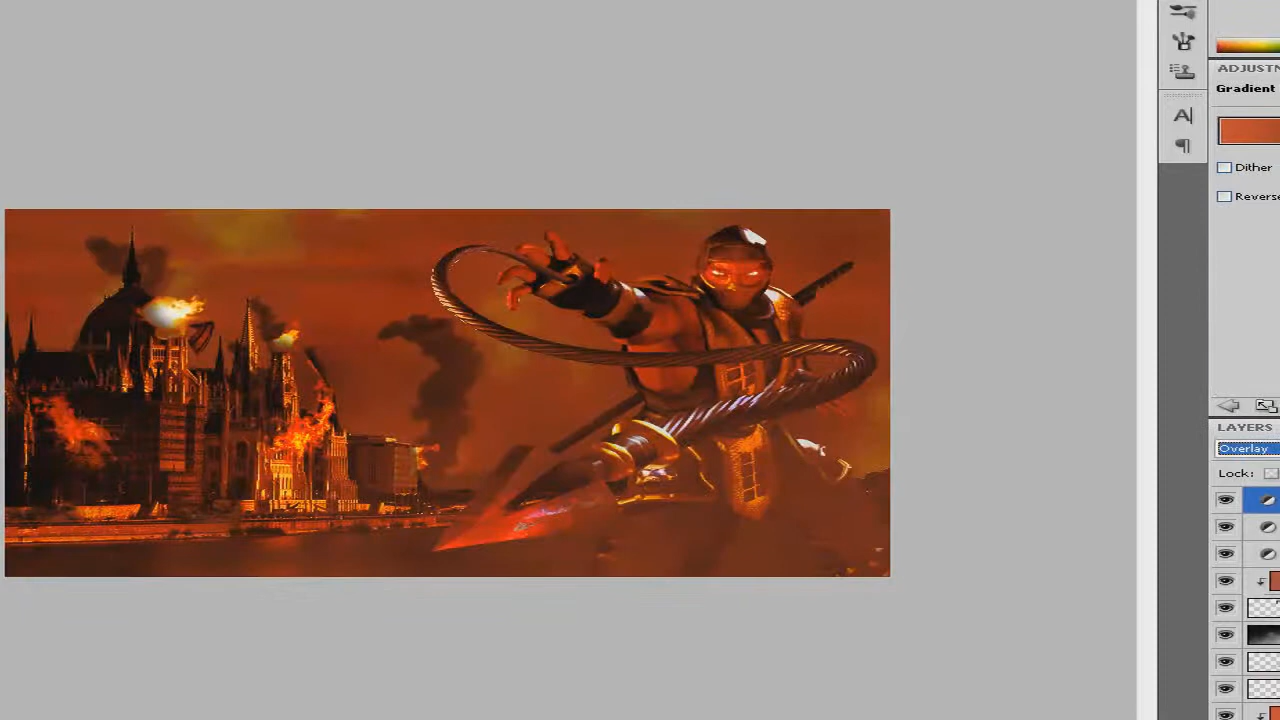 A
ADJUSTM
Gradient
Dither
Reverse
LAYERS
Overlay
Lock: